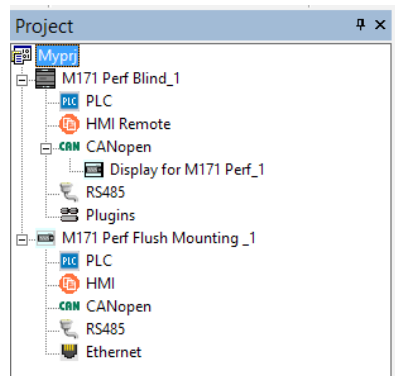 Project
Myprj
M171 Perf Blind_1
PLC PLC
HMI Remote
CAN CANopen
Display for M171 Perf_1
RS485
Plugins
M171 Perf Flush Mounting _1
PLC PLC
HMI
CAN CANopen
RS485
Ethernet